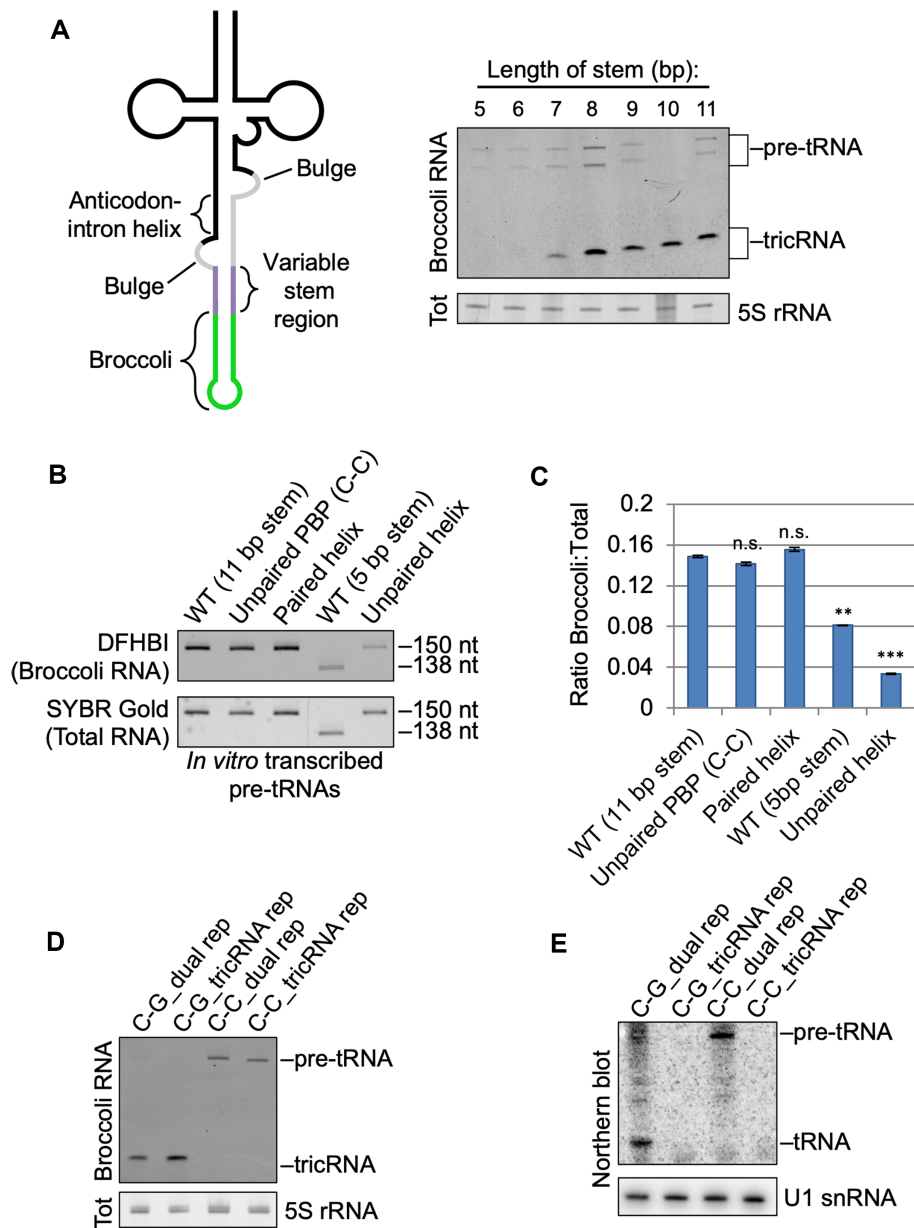 A
Bulge
Anticodon-
intron helix
Bulge
Variable
stem
region
Broccoli
Length of stem (bp):
5 6 7 8 9 10 11
Broccoli RNA
–pre-tRNA
–tricRNA
Tot
5S rRNA
B
WT (11 bp stem)
Unpaired PBP (C-C)
Paired helix
WT (5 bp stem)
Unpaired helix
DFHBI
(Broccoli RNA)
–150 nt
–138 nt
SYBR Gold
(Total RNA)
–150 nt
–138 nt
In vitro transcribed
pre-tRNAs
C
Ratio Broccoli:Total
0.2
0.16
0.12
0.08
0.04
0
n.s.
n.s.
**
***
WT (11 bp stem)
Unpaired PBP (C-C)
Paired helix
WT (5bp stem)
Unpaired helix
D
C-G_dual rep
C-G_tricRNA rep
C-C_dual rep
C-C_tricRNA rep
Broccoli RNA
–pre-tRNA
–tricRNA
Tot
5S rRNA
E
C-G_dual rep
C-G_tricRNA rep
C-C_dual rep
C-C_tricRNA rep
Northern blot
–pre-tRNA
–tRNA
U1 snRNA